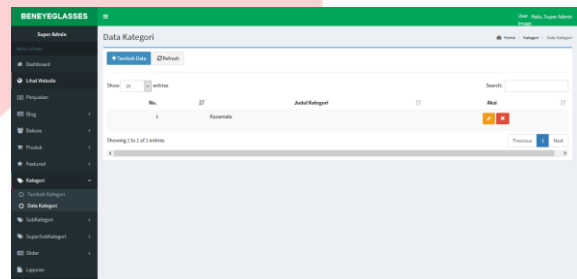 BENEYEGLASSES
User Image
Halo, Super Admin
Super Admin
Dashboard
Lihat Website
Penjualan
Blog
Bekoos
Produk
Featured
Kategori
Tambah Kategori
Data Kategori
SubKategori
SuperSubKategori
Slider
Laporan
Data Kategori
Home > Kategori > Data Kategori
Tambah Data
Refresh
Show 10 entries
Search:
No. Judul Kategori Aksi
1 Kacamata
Showing 1 to 1 of 1 entries
Previous 1 Next